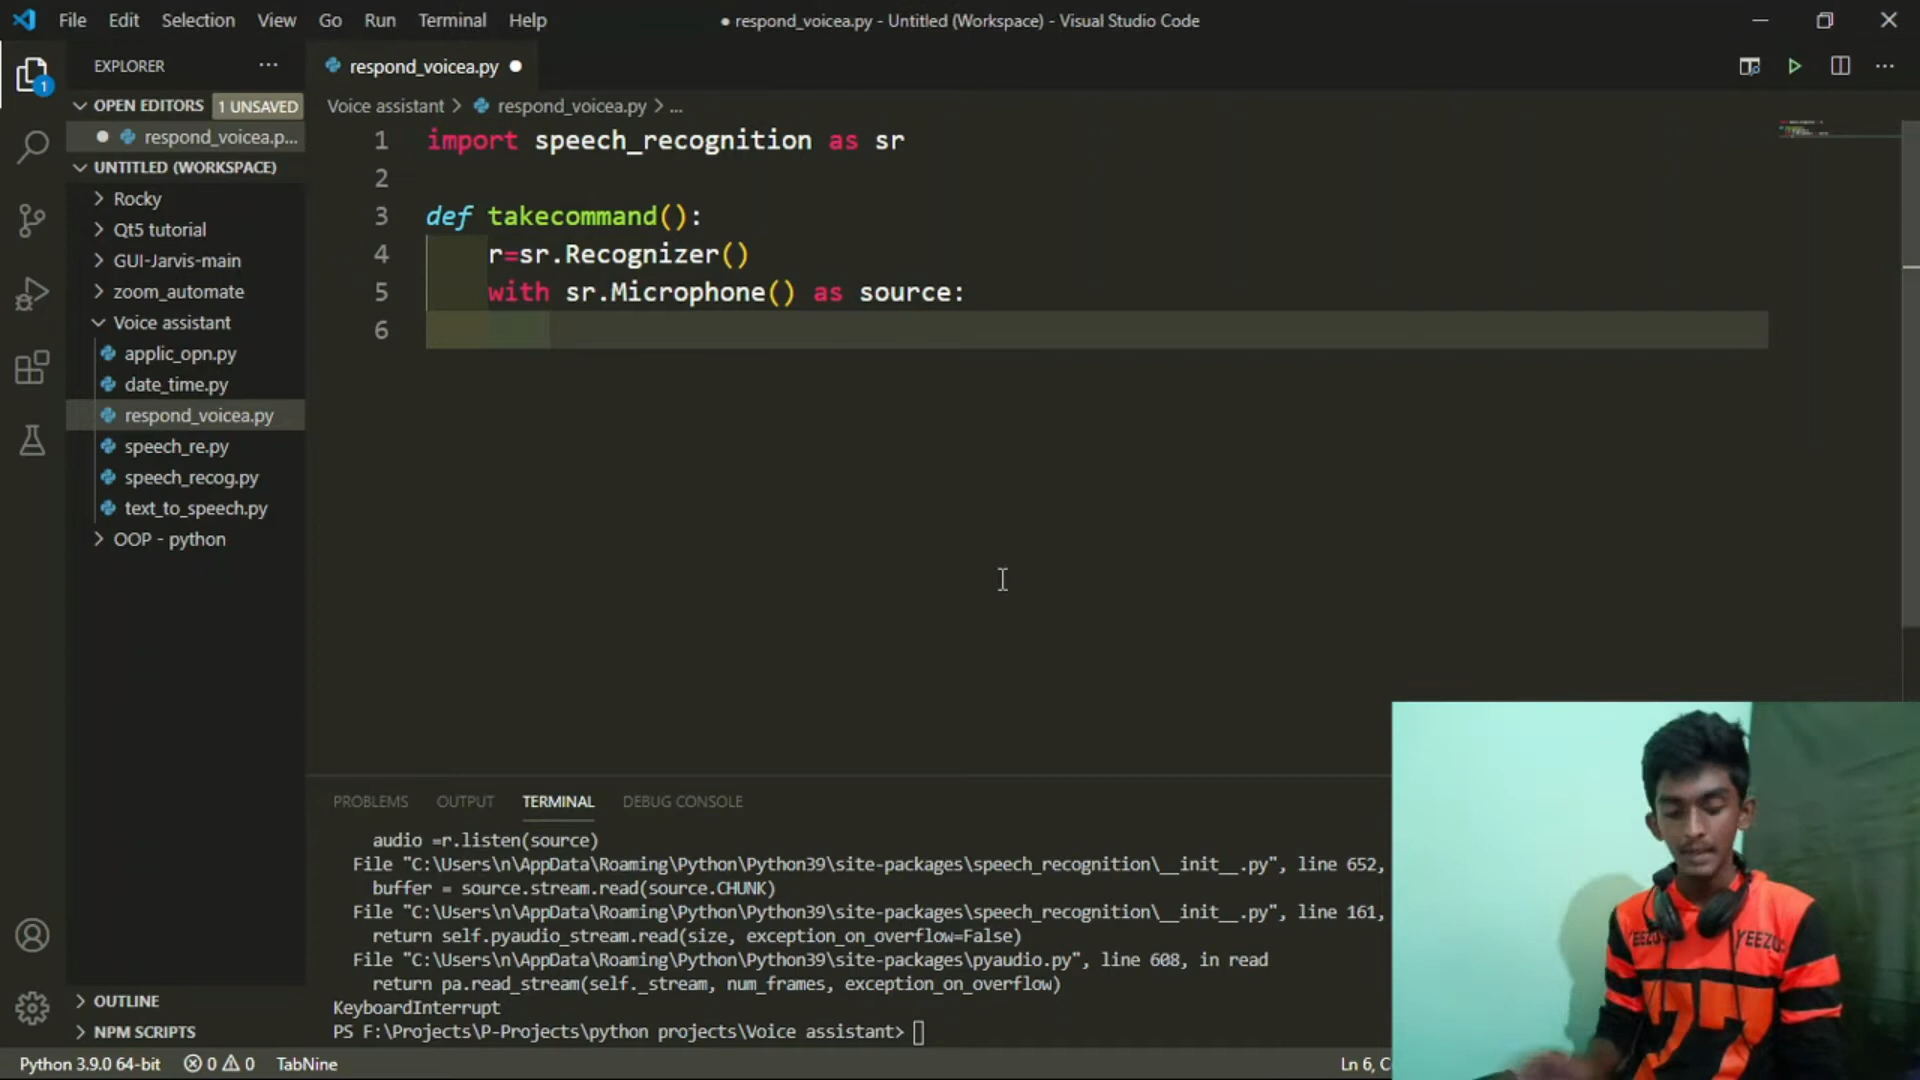 File Edit Selection View Go Run Terminal Help
● respond_voicea.py - Untitled (Workspace) - Visual Studio Code
EXPLORER
OPEN EDITORS 1 UNSAVED
respond_voicea.p...
UNTITLED (WORKSPACE)
Rocky
Qt5 tutorial
GUI-Jarvis-main
zoom_automate
Voice assistant
applic_opn.py
date_time.py
respond_voicea.py
speech_re.py
speech_recog.py
text_to_speech.py
OOP - python
OUTLINE
NPM SCRIPTS
1
respond_voicea.py
Voice assistant > respond_voicea.py > ...
1 import speech_recognition as sr
2
3 def takecommand():
4 r=sr.Recognizer()
5 with sr.Microphone() as source:
6
PROBLEMS OUTPUT TERMINAL DEBUG CONSOLE
audio =r.listen(source)
File "C:\Users\n\AppData\Roaming\Python\Python39\site-packages\speech_recognition\__init__.py", line 652,
buffer = source.stream.read(source.CHUNK)
File "C:\Users\n\AppData\Roaming\Python\Python39\site-packages\speech_recognition\__init__.py", line 161,
return self.pyaudio_stream.read(size, exception_on_overflow=False)
File "C:\Users\n\AppData\Roaming\Python\Python39\site-packages\pyaudio.py", line 608, in read
return pa.read_stream(self._stream, num_frames, exception_on_overflow)
KeyboardInterrupt
PS F:\Projects\P-Projects\python projects\Voice assistant>
Python 3.9.0 64-bit 0 0 TabNine
Ln 6, C
YEEZUS
77